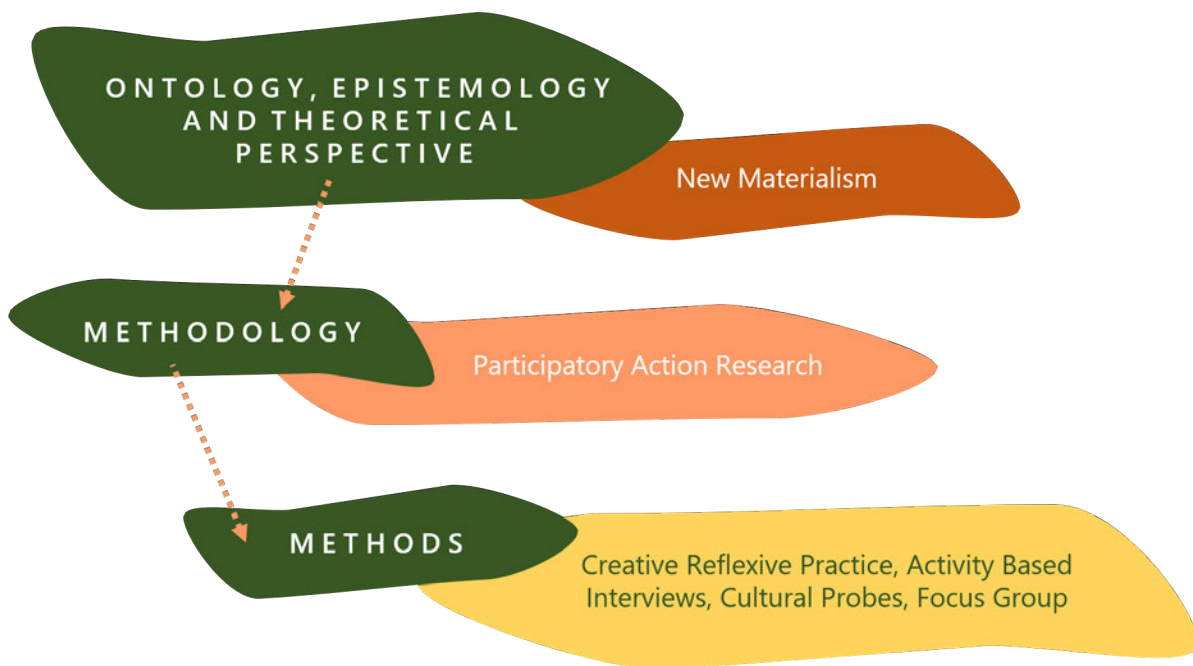 ONTOLOGY, EPISTEMOLOGY
AND THEORETICAL
PERSPECTIVE
New Materialism
METHODOLOGY
Participatory Action Research
METHODS
Creative Reflexive Practice, Activity Based
Interviews, Cultural Probes, Focus Group